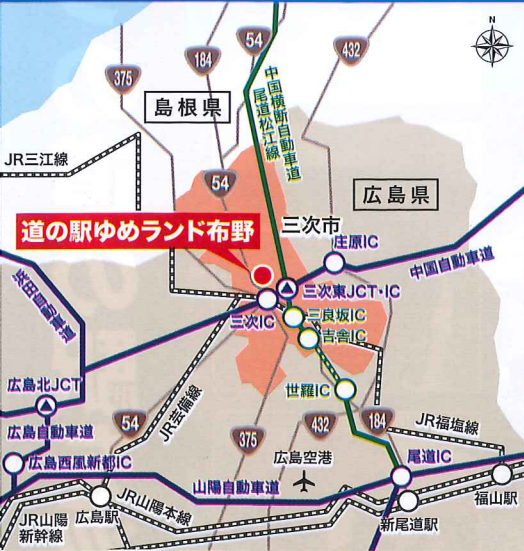 N
54
184
432
375
島根県
中国横断自動車道
尾道松江線
JR三江線
54
広島県
道の駅ゆめランド布野
三次市
庄原IC
中国自動車道
浜田自動車道
三次東JCT・IC
三次IC
三良坂IC
吉舎IC
広島北JCT
世羅IC
JR芸備線
広島自動車道
54
375
432
184
JR福塩線
広島西風新都IC
広島空港
尾道IC
山陽自動車道
広島駅
JR山陽本線
福山駅
新尾道駅
JR山陽
新幹線